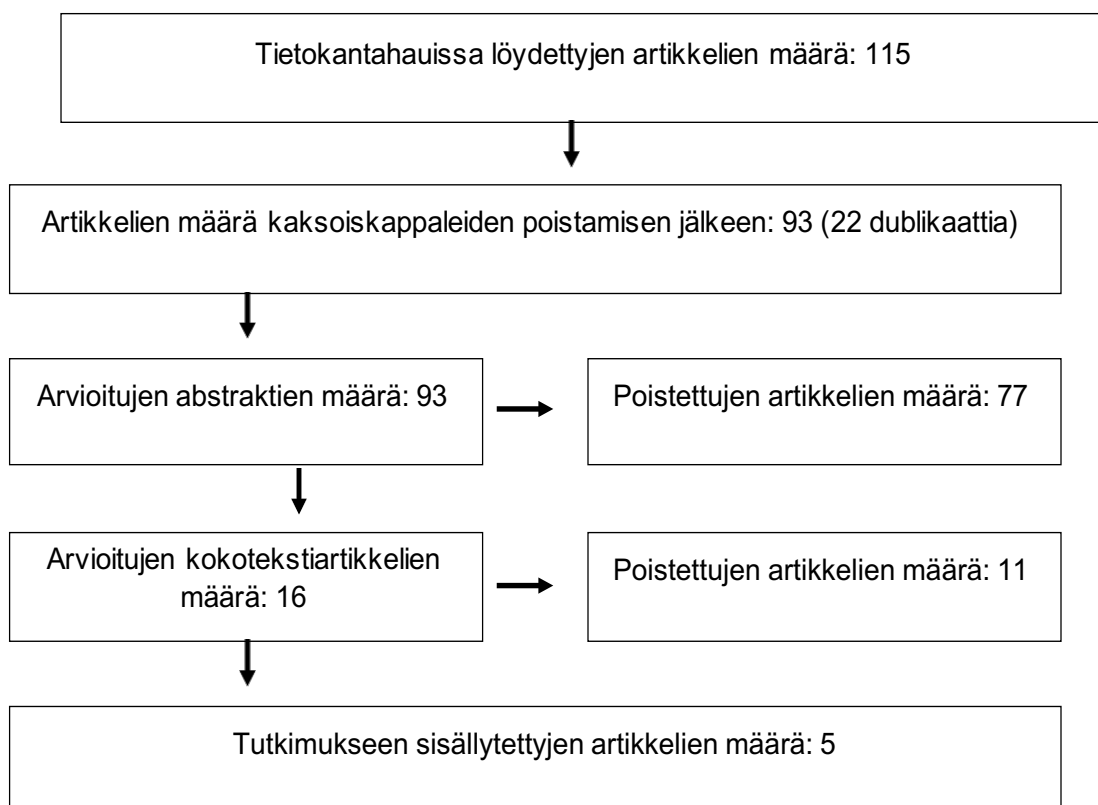 Tietokantahauissa löydettyjen artikkelien määrä: 115
Artikkelien määrä kaksoiskappaleiden poistamisen jälkeen: 93 (22 dublikaattia)
Arvioitujen abstraktien määrä: 93
Poistettujen artikkelien määrä: 77
Arvioitujen kokotekstiartikkelien
määrä: 16
Poistettujen artikkelien määrä: 11
Tutkimukseen sisällytettyjen artikkelien määrä: 5